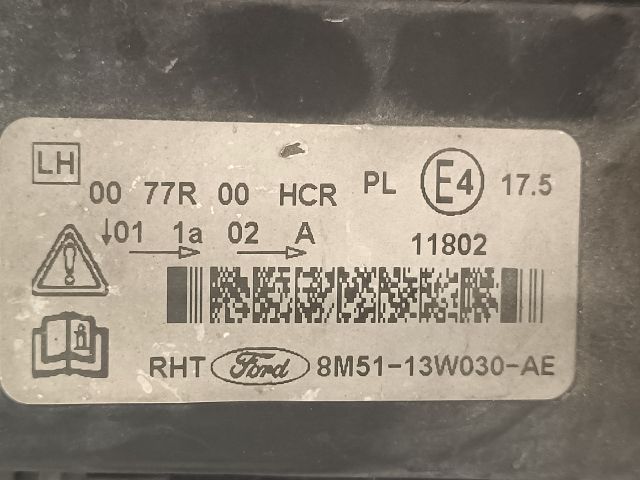 LH
00 77R 00 HCR PL E4 17.5
↓01 1a 02 A 11802
RHT Ford 8M51-13W030-AE